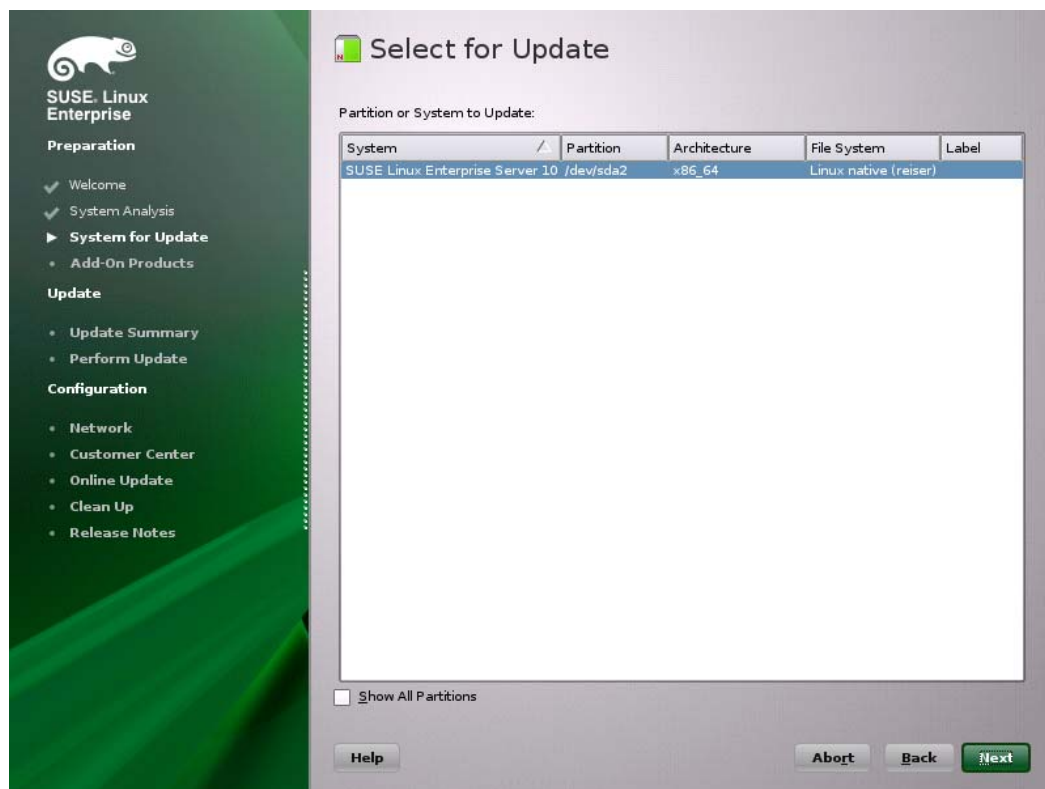 SUSE. Linux
Enterprise
Preparation
Welcome
System Analysis
System for Update
Add-On Products
Update
Update Summary
Perform Update
Configuration
Network
Customer Center
Online Update
Clean Up
Release Notes
Select for Update
Partition or System to Update:
System Partition Architecture File System Label
SUSE Linux Enterprise Server 10 /dev/sda2 x86_64 Linux native (reiser)
Show All Partitions
Help Abort Back Next